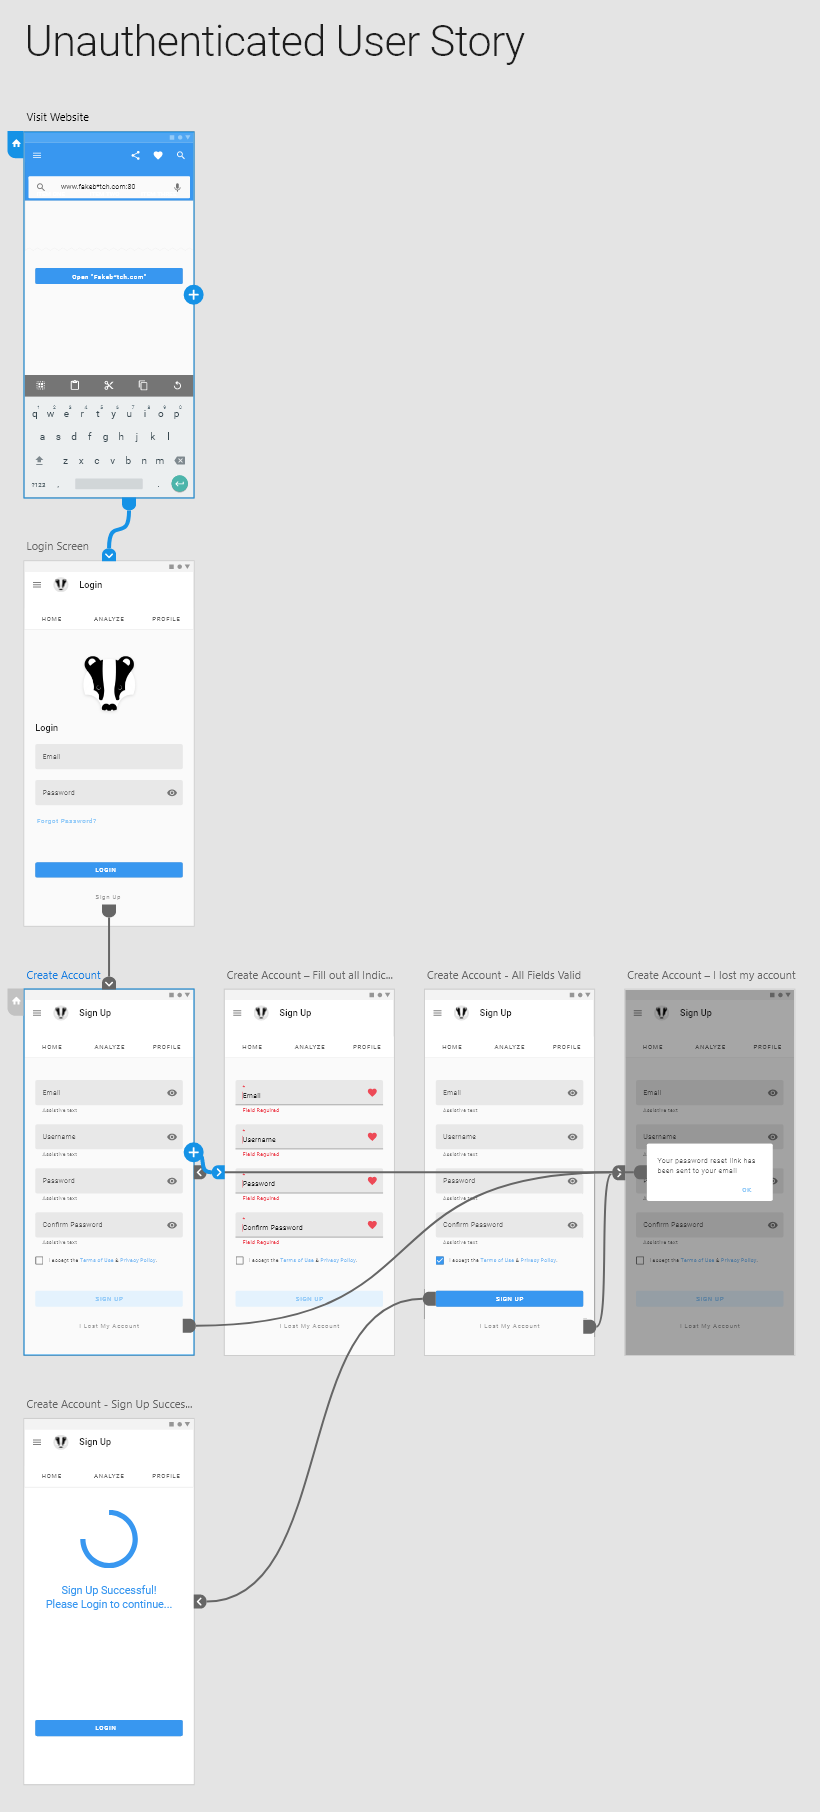 Unauthenticated User Story
Visit Website
www.fakeb*tch.com:80
Open "Fakeb*tch.com"
1 2 3 4 5 6 7 8 9 0
q w e r t y u i o p
a s d f g h j k l
z x c v b n m
?123 , .
Login Screen
Login
HOME ANALYZE PROFILE
Login
Email
Password
Forgot Password?
LOGIN
Sign Up
Create Account
Sign Up
HOME ANALYZE PROFILE
Email
Assistive text
Username
Assistive text
Password
Assistive text
Confirm Password
Assistive text
I accept the Terms of Use & Privacy Policy.
SIGN UP
I Lost My Account
Create Account – Fill out all Indic...
Sign Up
HOME ANALYZE PROFILE
*
Email
Field Required
*
Username
Field Required
*
Password
Field Required
*
Confirm Password
Field Required
I accept the Terms of Use & Privacy Policy.
SIGN UP
I Lost My Account
Create Account - All Fields Valid
Sign Up
HOME ANALYZE PROFILE
Email
Assistive text
Username
Assistive text
Password
Assistive text
Confirm Password
Assistive text
I accept the Terms of Use & Privacy Policy.
SIGN UP
I Lost My Account
Create Account – I lost my account
Sign Up
HOME ANALYZE PROFILE
Email
Assistive text
Username
Your password reset link has
been sent to your email
OK
Confirm Password
Assistive text
I accept the Terms of Use & Privacy Policy.
SIGN UP
I Lost My Account
Create Account - Sign Up Succes...
Sign Up
HOME ANALYZE PROFILE
Sign Up Successful!
Please Login to continue...
LOGIN